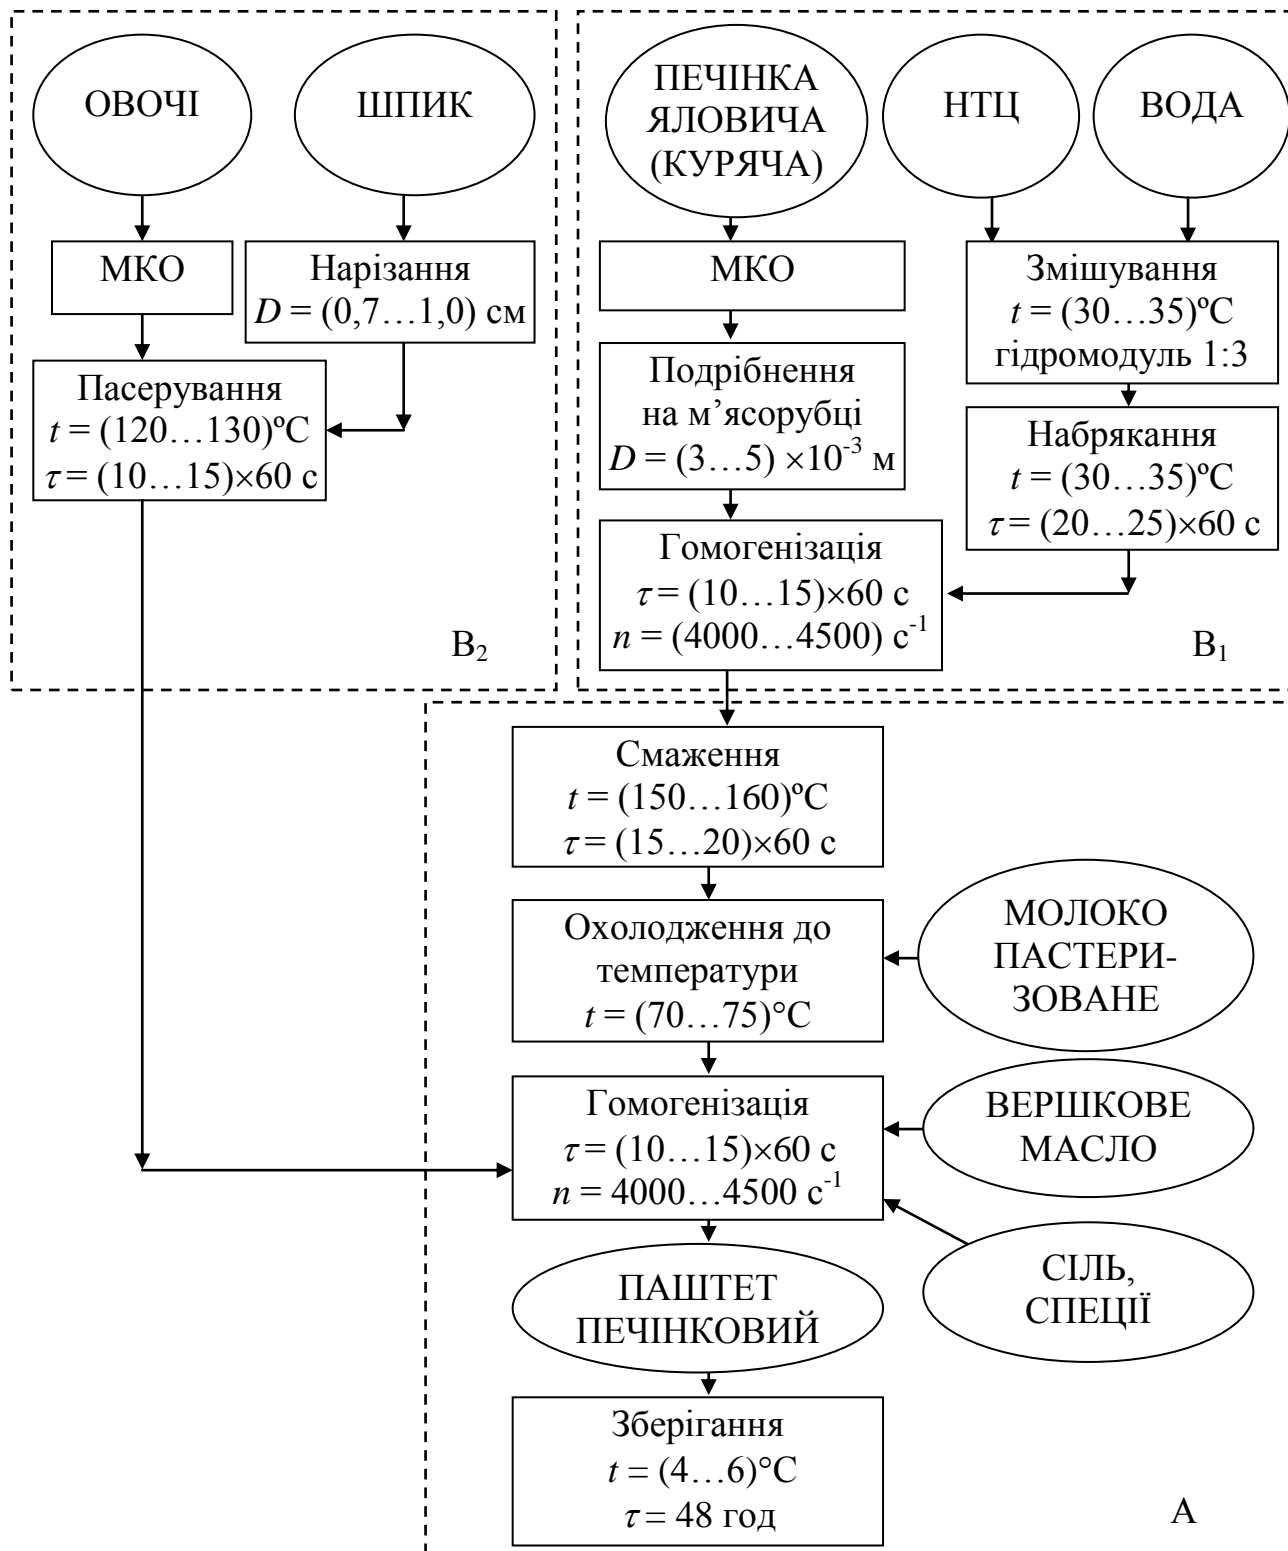 ОВОЧІ
ШПИК
МКО
Нарізання
D = (0,7…1,0) см
Пасерування
t = (120…130)ºС
τ = (10…15)×60 с
В₂
ПЕЧІНКА
ЯЛОВИЧА
(КУРЯЧА)
НТЦ
ВОДА
МКО
Змішування
t = (30…35)ºС
гідромодуль 1:3
Подрібнення
на м’ясорубці
D = (3…5) ×10⁻³ м
Набрякання
t = (30…35)ºС
τ = (20…25)×60 с
Гомогенізація
τ = (10…15)×60 с
n = (4000…4500) с⁻¹
В₁
Смаження
t = (150…160)ºС
τ = (15…20)×60 с
Охолодження до
температури
t = (70…75)°С
МОЛОКО
ПАСТЕРИ-
ЗОВАНЕ
Гомогенізація
τ = (10…15)×60 с
n = 4000…4500 с⁻¹
ВЕРШКОВЕ
МАСЛО
СІЛЬ,
СПЕЦІЇ
ПАШТЕТ
ПЕЧІНКОВИЙ
Зберігання
t = (4…6)°С
τ = 48 год
А